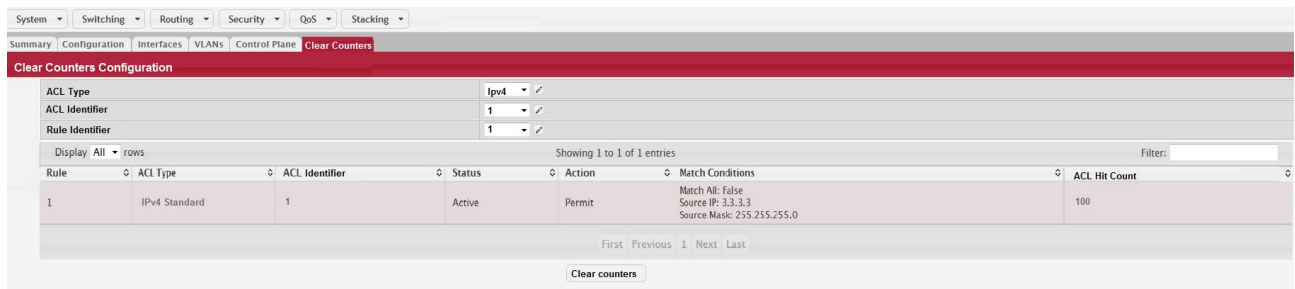 System Switching Routing Security QoS Stacking
Summary Configuration Interfaces VLANs Control Plane Clear Counters
Clear Counters Configuration
ACL Type Ipv4
ACL Identifier 1
Rule Identifier 1
Display All rows Showing 1 to 1 of 1 entries Filter:
Rule ACL Type ACL Identifier Status Action Match Conditions ACL Hit Count
1 IPv4 Standard 1 Active Permit Match All: False
Source IP: 3.3.3.3
Source Mask: 255.255.255.0
100
First Previous 1 Next Last
Clear counters